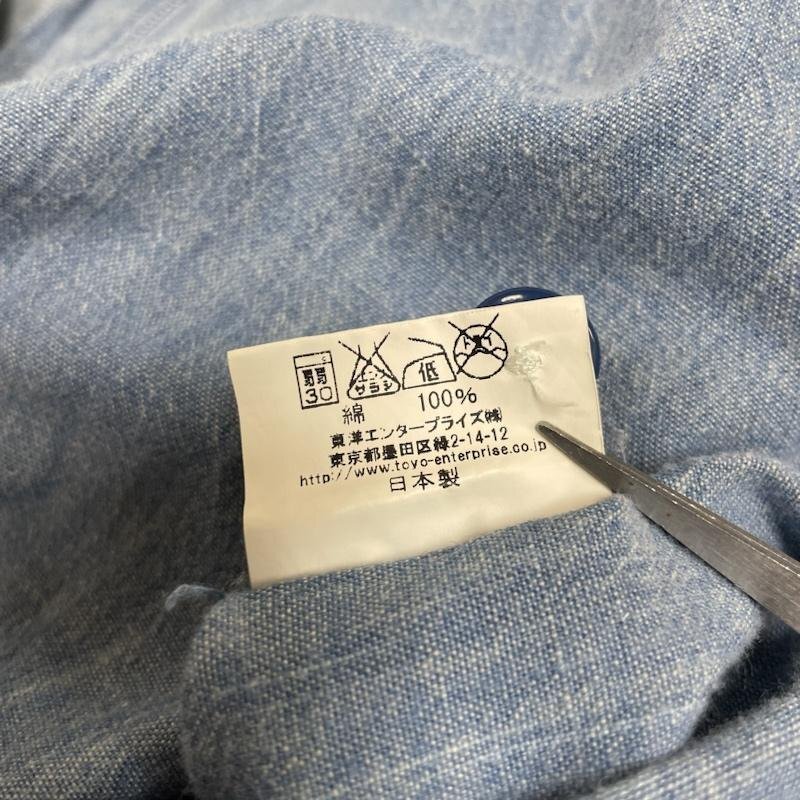 弱 30 サラシ 低 ドライ
綿 100%
東洋エンタープライズ㈱
東京都墨田区緑2-14-12
http://www.toyo-enterprise.co.jp
日本製